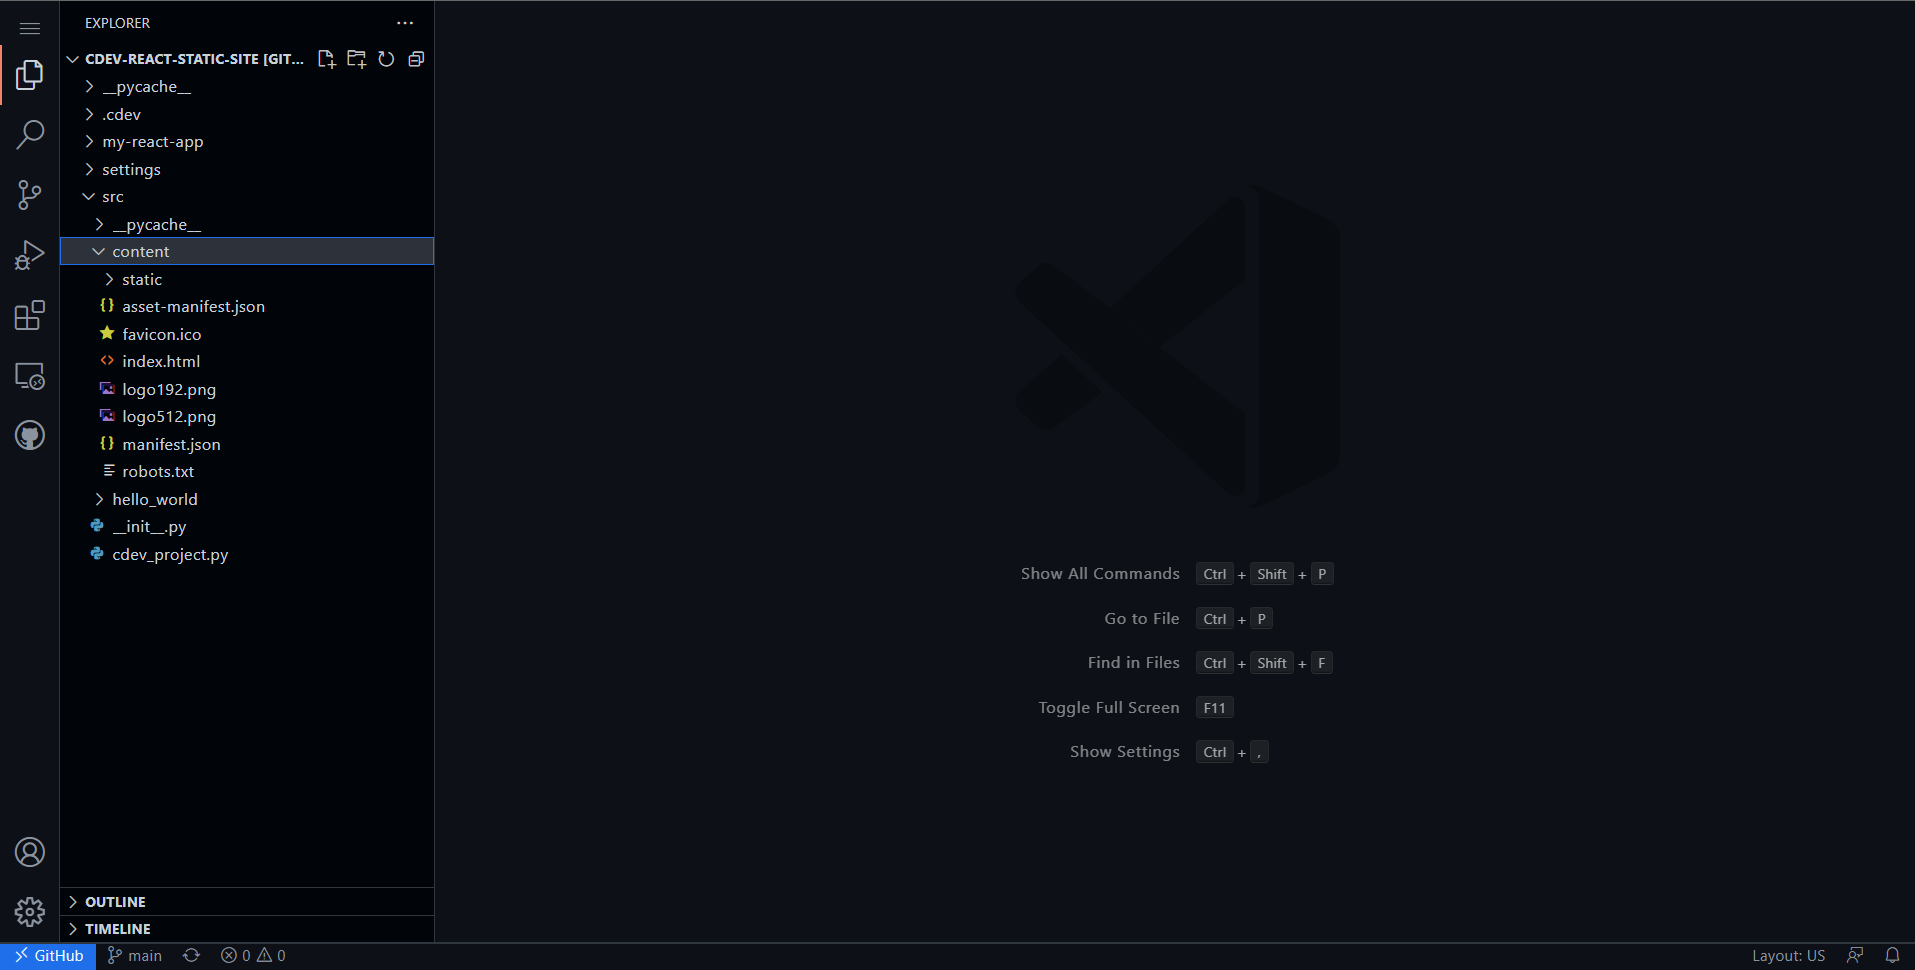 EXPLORER
CDEV-REACT-STATIC-SITE [GIT...
__pycache__
.cdev
my-react-app
settings
src
__pycache__
content
static
asset-manifest.json
favicon.ico
index.html
logo192.png
logo512.png
manifest.json
robots.txt
hello_world
__init__.py
cdev_project.py
Show All Commands Ctrl + Shift + P
Go to File Ctrl + P
Find in Files Ctrl + Shift + F
Toggle Full Screen F11
Show Settings Ctrl + ,
OUTLINE
TIMELINE
GitHub main 0 0 Layout: US